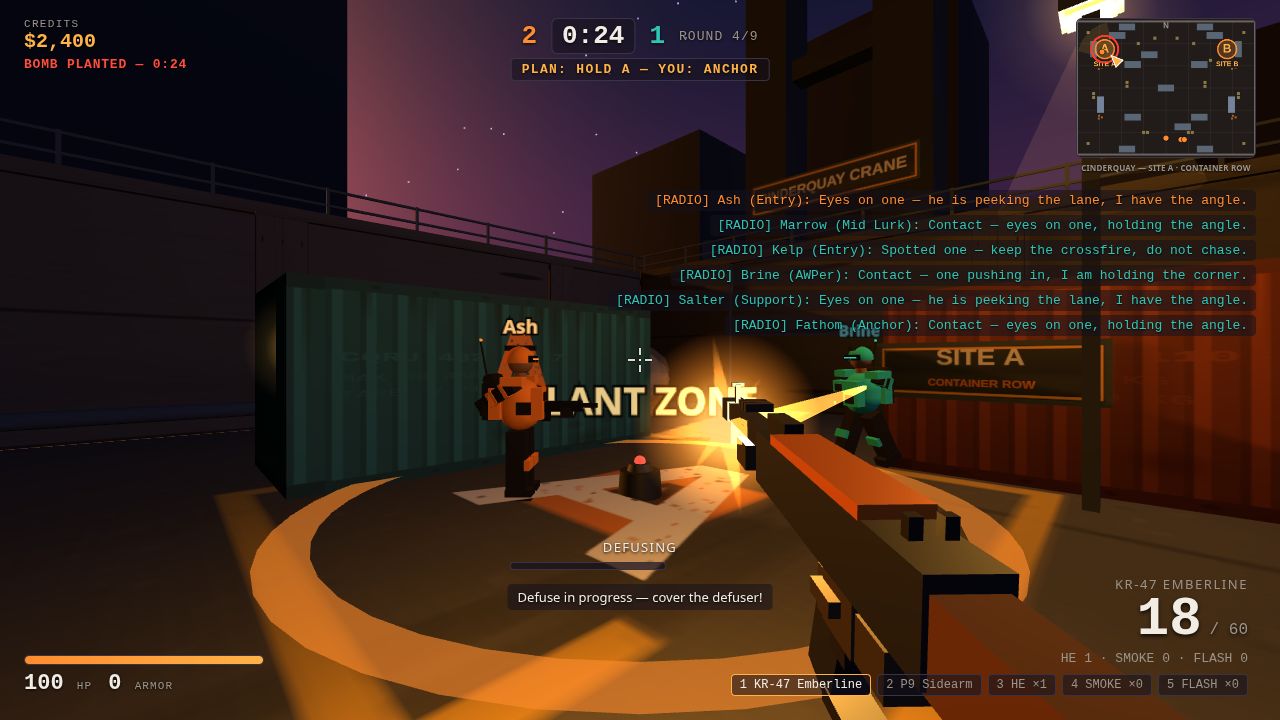 CREDITS
$2,400
BOMB PLANTED — 0:24
2 0:24 1 ROUND 4/9
PLAN: HOLD A — YOU: ANCHOR
N
A
B
SITE B
CINDERQUAY — SITE A · CONTAINER ROW
CRANE
[RADIO] Ash (Entry): Eyes on one — he is peeking the lane, I have the angle.
[RADIO] Marrow (Mid Lurk): Contact — eyes on one, holding the angle.
[RADIO] Kelp (Entry): Spotted one — keep the crossfire, do not chase.
[RADIO] Brine (AWPer): Contact — one pushing in, I am holding the corner.
[RADIO] Salter (Support): Eyes on one — he is peeking the lane, I have the angle.
[RADIO] Fathom (Anchor): Contact — eyes on one, holding the angle.
Ash
Brine
SITE A
CONTAINER ROW
LANT ZONE
DEFUSING
Defuse in progress — cover the defuser!
KR-47 EMBERLINE
18 / 60
HE 1 · SMOKE 0 · FLASH 0
100 HP 0 ARMOR
1 KR-47 Emberline 2 P9 Sidearm 3 HE ×1 4 SMOKE ×0 5 FLASH ×0